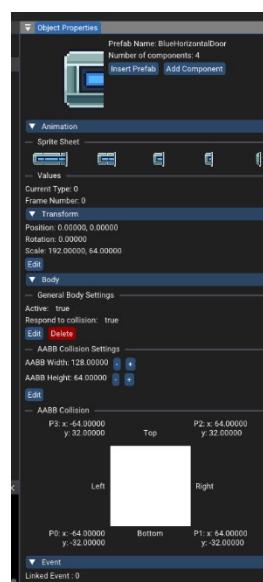 Object Properties
Prefab Name: BlueHorizontalDoor
Number of components: 4
Insert Prefab Add Component
Animation
Sprite Sheet
Values
Current Type: 0
Frame Number: 0
Transform
Position: 0.00000, 0.00000
Rotation: 0.00000
Scale: 192.00000, 64.00000
Edit
Body
General Body Settings
Active: true
Respond to collision: true
Edit Delete
AABB Collision Settings
AABB Width: 128.00000 - +
AABB Height: 64.00000 - +
Edit
AABB Collision
P3: x: -64.00000 P2: x: 64.00000
y: 32.00000 Top y: 32.00000
Left Right
P0: x: -64.00000 Bottom P1: x: 64.00000
y: -32.00000 y: -32.00000
Event
Linked Event : 0